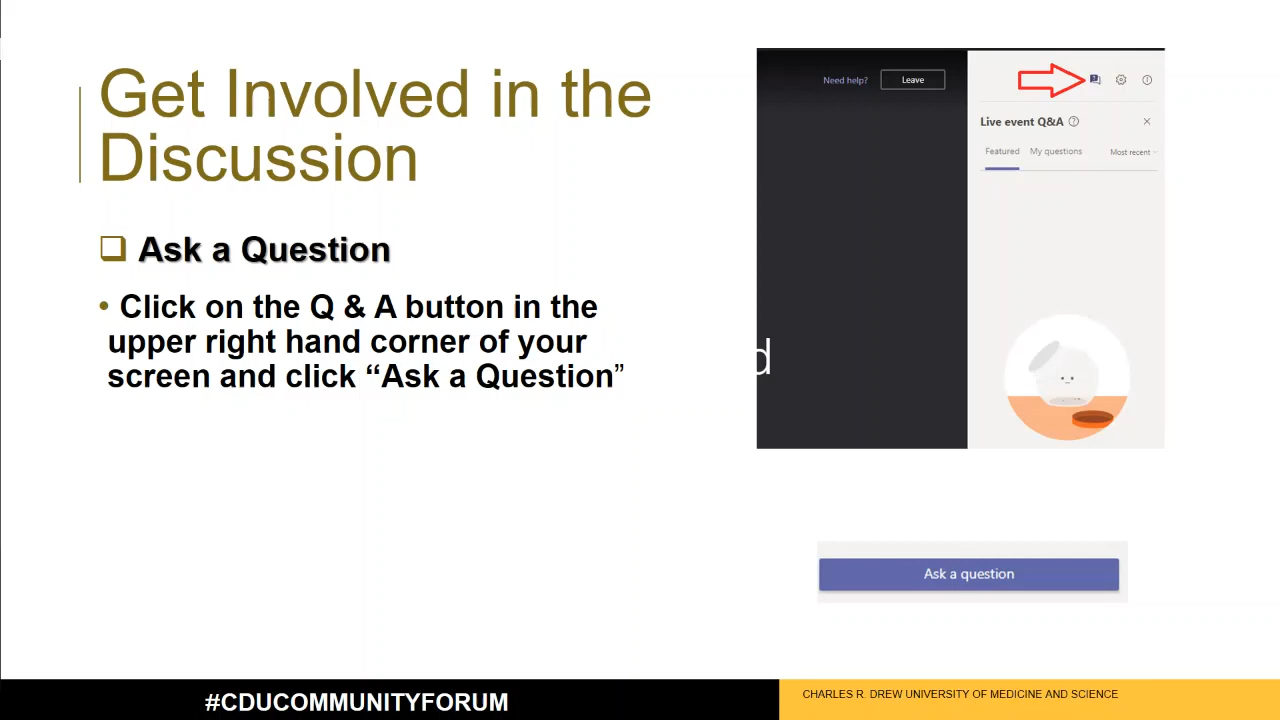 Get Involved in the
Discussion
Ask a Question
• Click on the Q & A button in the
upper right hand corner of your
screen and click “Ask a Question”
Need help?
Leave
Live event Q&A
Featured
My questions
Most recent
d
Ask a question
#CDUCOMMUNITYFORUM
CHARLES R. DREW UNIVERSITY OF MEDICINE AND SCIENCE